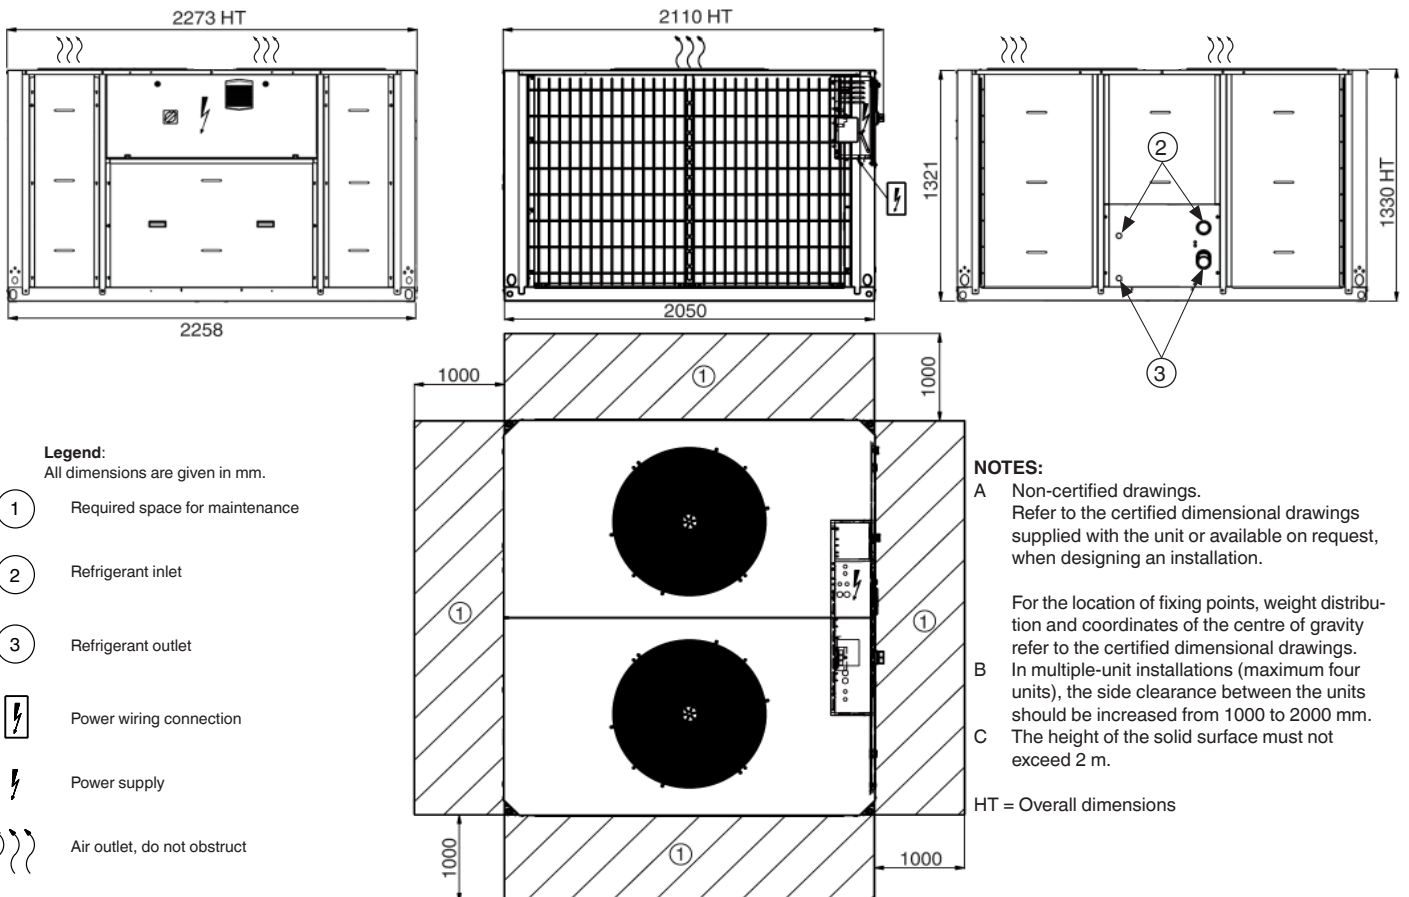 2273 HT
2110 HT
1321
1330 HT
2
3
2258
2050
1000
1000
1
1
1
1
1000
1000
Legend:
All dimensions are given in mm.
1 Required space for maintenance
2 Refrigerant inlet
3 Refrigerant outlet
Power wiring connection
Power supply
Air outlet, do not obstruct
NOTES:
A Non-certified drawings.
Refer to the certified dimensional drawings
supplied with the unit or available on request,
when designing an installation.
For the location of fixing points, weight distribu-
tion and coordinates of the centre of gravity
refer to the certified dimensional drawings.
B In multiple-unit installations (maximum four
units), the side clearance between the units
should be increased from 1000 to 2000 mm.
C The height of the solid surface must not
exceed 2 m.
HT = Overall dimensions